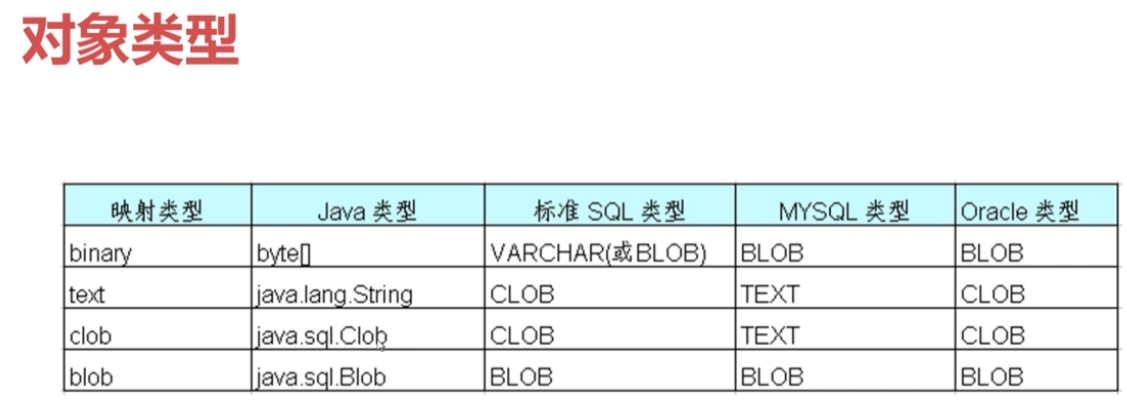 对象类型
映射类型 Java 类型 标准 SQL 类型 MYSQL 类型 Oracle 类型
binary byte[] VARCHAR(或BLOB) BLOB BLOB
text java.lang.String CLOB TEXT CLOB
clob java.sql.Clob CLOB TEXT CLOB
blob java.sql.Blob BLOB BLOB BLOB